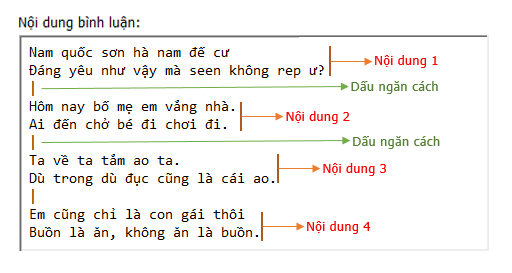 Nội dung bình luận:
Nam quốc sơn hà nam đế cư
Đáng yêu như vậy mà seen không rep ư?
Nội dung 1
|
Dấu ngăn cách
Hôm nay bố mẹ em vắng nhà.
Ai đến chở bé đi chơi đi.
Nội dung 2
|
Dấu ngăn cách
Ta về ta tắm ao ta.
Dù trong dù đục cũng là cái ao.
Nội dung 3
|
Em cũng chỉ là con gái thôi
Buồn là ăn, không ăn là buồn.
Nội dung 4